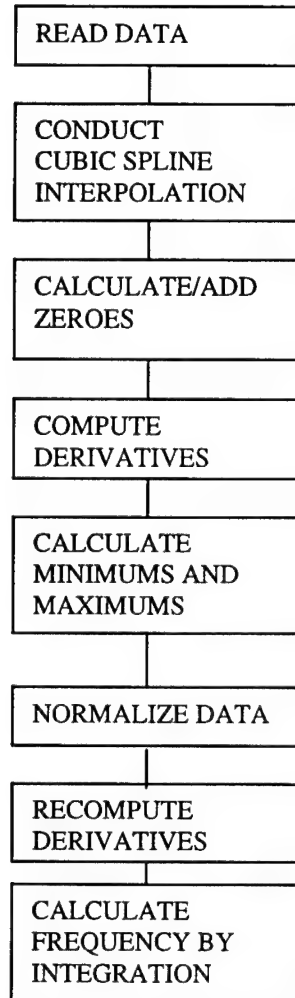 READ DATA
CONDUCT
CUBIC SPLINE
INTERPOLATION
CALCULATE/ADD
ZEROES
COMPUTE
DERIVATIVES
CALCULATE
MINIMUMS AND
MAXIMUMS
NORMALIZE DATA
RECOMPUTE
DERIVATIVES
CALCULATE
FREQUENCY BY
INTEGRATION